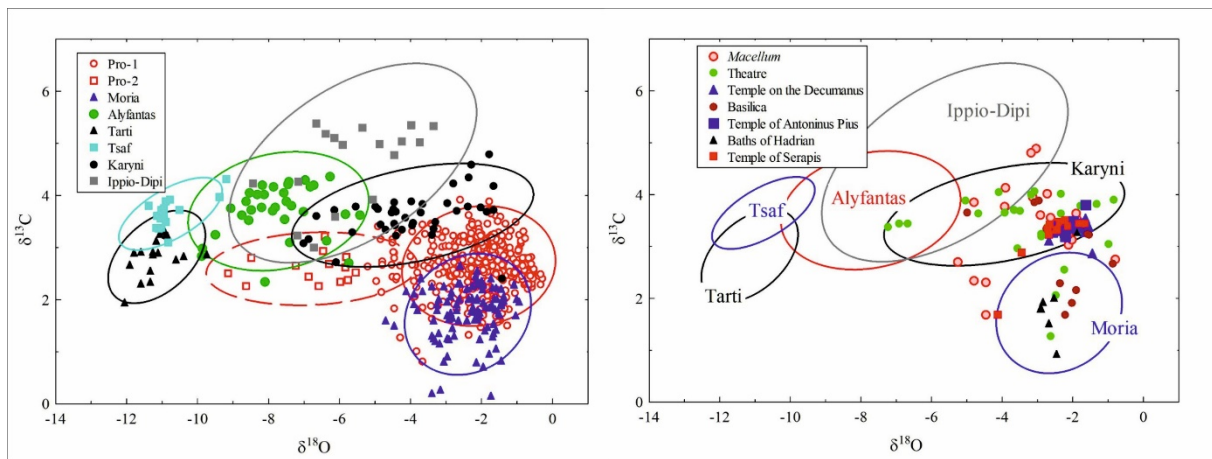 δ¹³C
6
4
2
0
-14
-12
-10
-8
-6
-4
-2
0
δ¹⁸O
Pro-1
Pro-2
Moria
Alyfantas
Tarti
Tsaf
Karyni
Ippio-Dipi
δ¹³C
6
4
2
0
-14
-12
-10
-8
-6
-4
-2
0
δ¹⁸O
Macellum
Theatre
Temple on the Decumanus
Basilica
Temple of Antoninus Pius
Baths of Hadrian
Temple of Serapis
Ippio-Dipi
Karyni
Alyfantas
Tsaf
Tarti
Moria